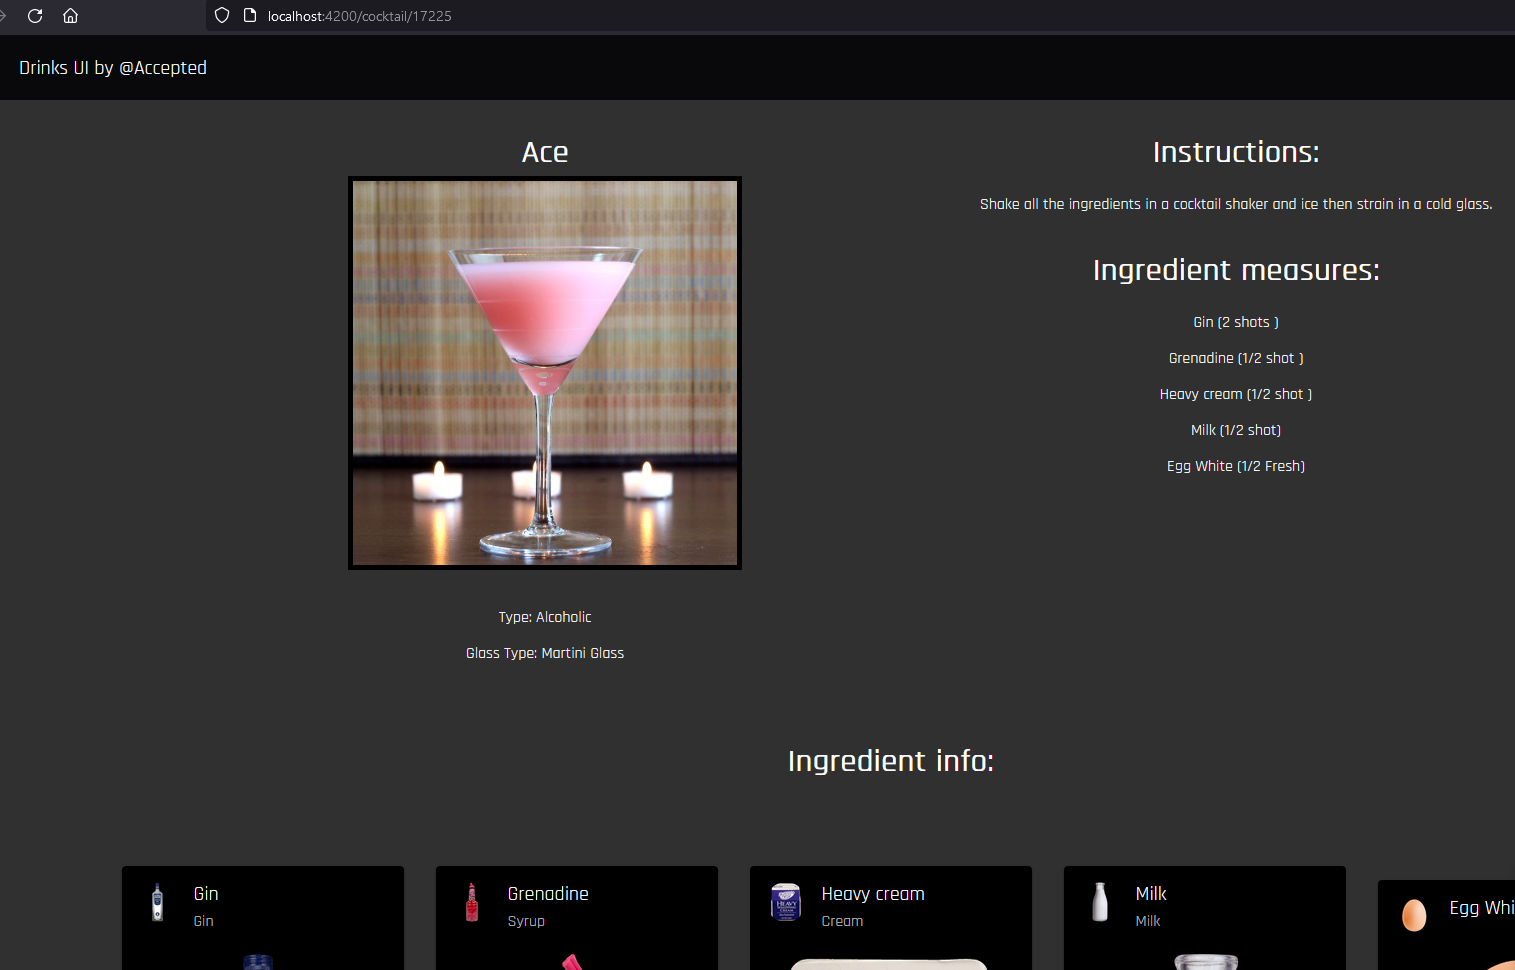 localhost:4200/cocktail/17225
Drinks UI by @Accepted
Ace
Type: Alcoholic
Glass Type: Martini Glass
Instructions:
Shake all the ingredients in a cocktail shaker and ice then strain in a cold glass.
Ingredient measures:
Gin (2 shots )
Grenadine (1/2 shot )
Heavy cream (1/2 shot )
Milk (1/2 shot)
Egg White (1/2 Fresh)
Ingredient info:
Gin
Gin
Grenadine
Syrup
HEAVY
Heavy cream
Cream
Milk
Milk
Egg Whi